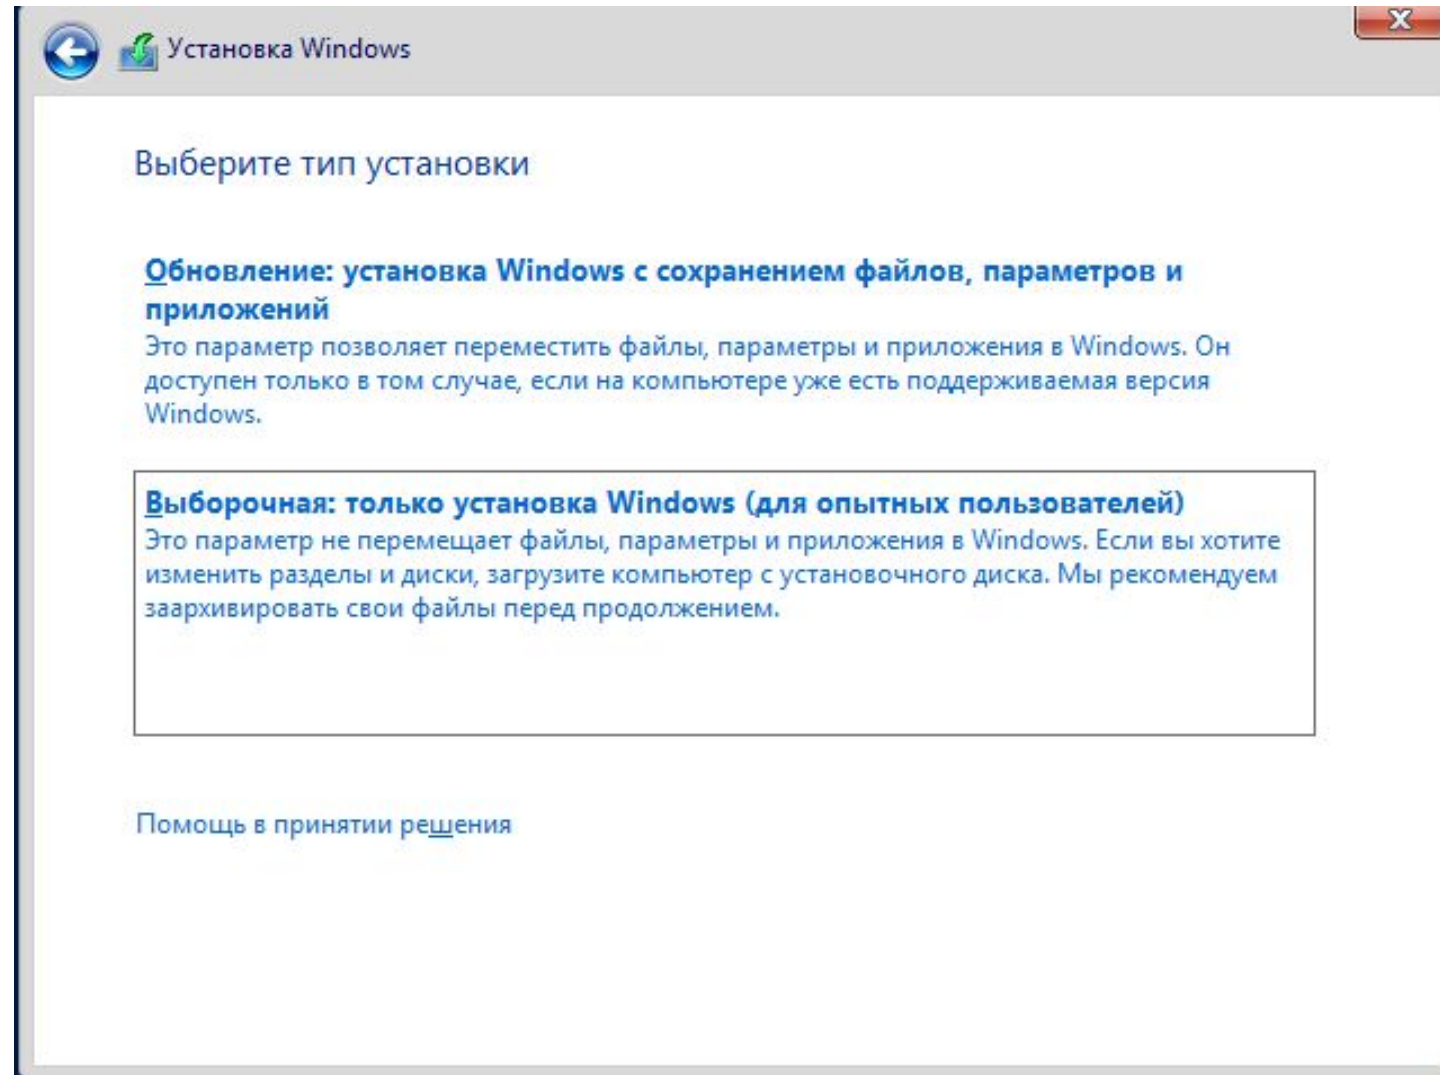 Установка Windows
Выберите тип установки
Обновление: установка Windows с сохранением файлов, параметров и
приложений
Это параметр позволяет переместить файлы, параметры и приложения в Windows. Он
доступен только в том случае, если на компьютере уже есть поддерживаемая версия
Windows.
Выборочная: только установка Windows (для опытных пользователей)
Это параметр не перемещает файлы, параметры и приложения в Windows. Если вы хотите
изменить разделы и диски, загрузите компьютер с установочного диска. Мы рекомендуем
заархивировать свои файлы перед продолжением.
Помощь в принятии решения